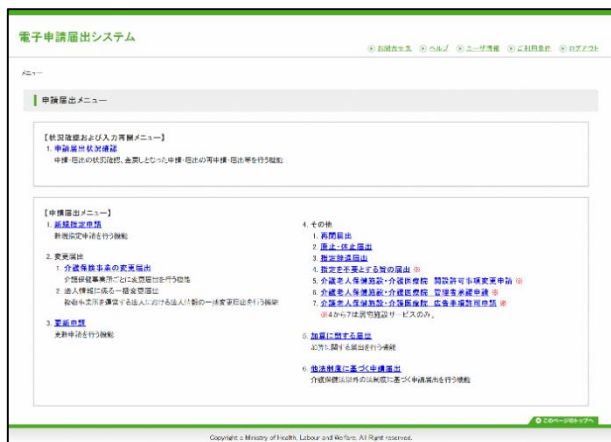 電子申請届出システム
お問合せ先 ヘルプ ユーザ情報 ご利用条件 ログアウト
メニュー
申請届出メニュー
【状況確認および入力再開メニュー】
1. 申請届出状況確認
申請・届出の状況確認、差戻しとなった申請・届出の再申請・届出等を行う機能
【申請届出メニュー】
1. 新規指定申請
新規指定申請を行う機能
2. 変更届出
1. 介護保険事業の変更届出
介護保険事業所ごとに変更届出を行う機能
2. 法人情報に係る一括変更届出
複数事業所を運営する法人における法人情報の一括変更届出を行う機能
3. 更新申請
更新申請を行う機能
4. その他
1. 再開届出
2. 廃止・休止届出
3. 指定辞退届出
4. 指定を不要とする旨の届出 ※
5. 介護老人保健施設・介護医療院 開設許可事項変更申請 ※
6. 介護老人保健施設・介護医療院 管理者承認申請 ※
7. 介護老人保健施設・介護医療院 広告事項許可申請 ※
※4から7は居宅施設サービスのみ。
5. 加算に関する届出
加算に関する届出を行う機能
6. 他法制度に基づく申請届出
介護保険法以外の法制度に基づく申請届出を行う機能
このページのトップへ
Copyright c Ministry of Health, Labour and Welfare, All Right reserved.